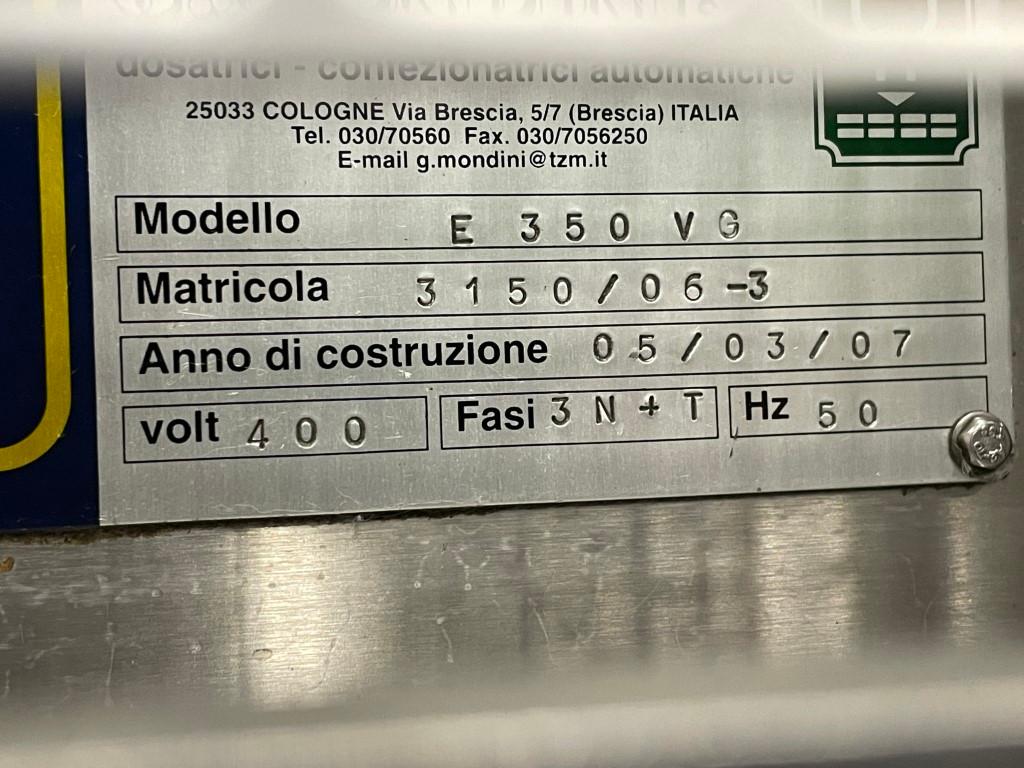 dosatrici - confezionatrici automatiche
25033 COLOGNE Via Brescia, 5/7 (Brescia) ITALIA
Tel. 030/70560 Fax. 030/7056250
E-mail g.mondini@tzm.it
Modello E 350 VG
Matricola 3150/06-3
Anno di costruzione 05/03/07
volt 400 Fasi 3 N + T Hz 50